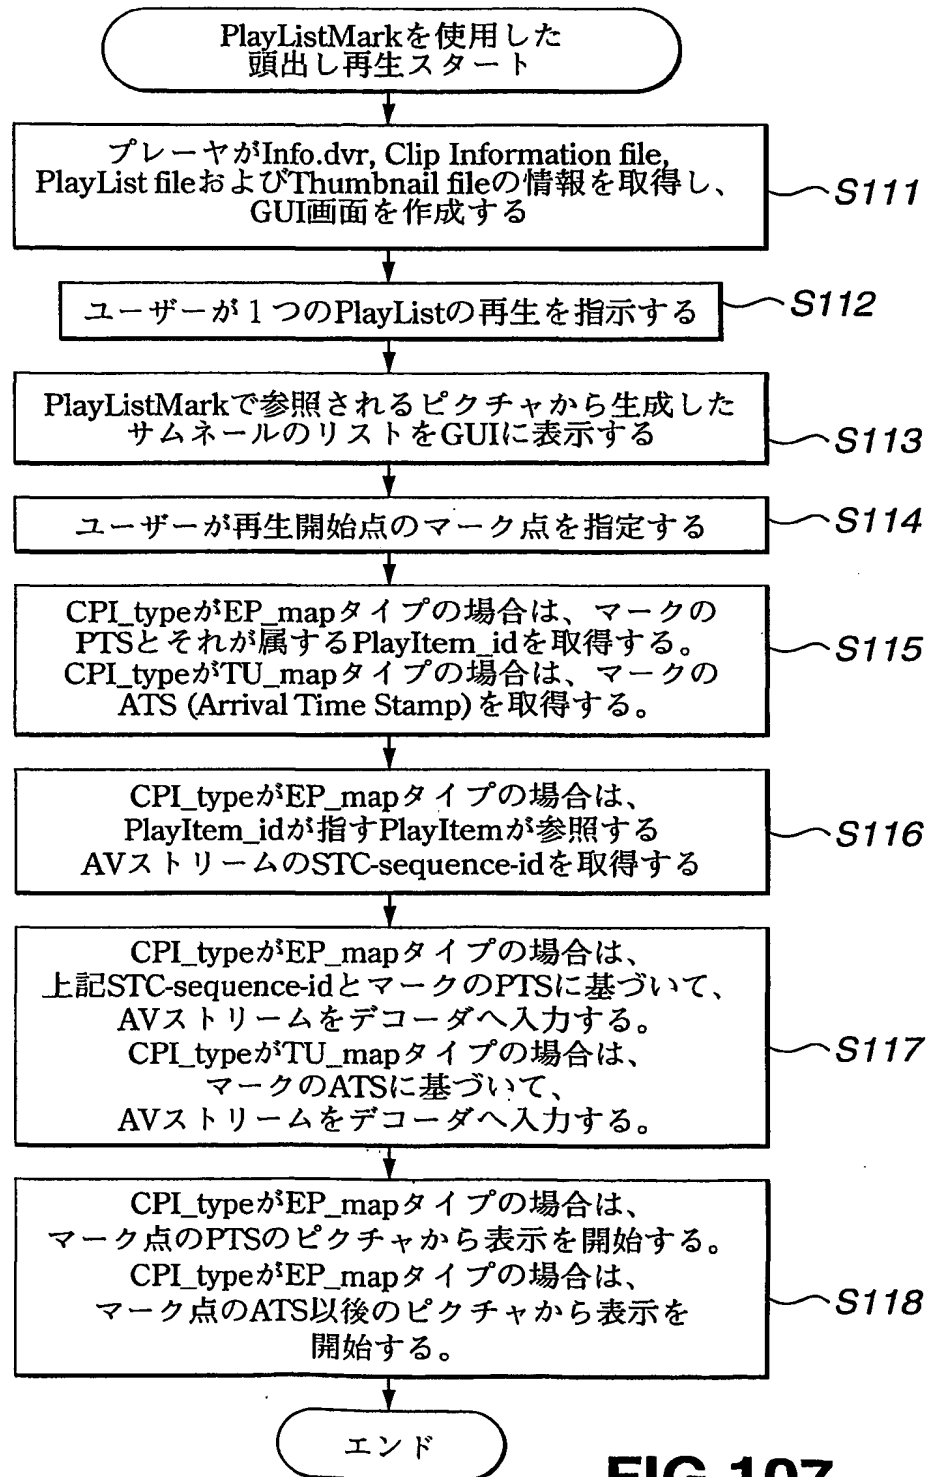 PlayListMarkを使用した
頭出し再生スタート
プレーヤがInfo.dvr, Clip Information file,
PlayList fileおよびThumbnail fileの情報を取得し、
GUI画面を作成する
S111
ユーザーが1つのPlayListの再生を指示する
S112
PlayListMarkで参照されるピクチャから生成した
サムネールのリストをGUIに表示する
S113
ユーザーが再生開始点のマーク点を指定する
S114
CPI_typeがEP_mapタイプの場合は、マークの
PTSとそれが属するPlayItem_idを取得する。
CPI_typeがTU_mapタイプの場合は、マークの
ATS (Arrival Time Stamp)を取得する。
S115
CPI_typeがEP_mapタイプの場合は、
PlayItem_idが指すPlayItemが参照する
AVストリームのSTC-sequence-idを取得する
S116
CPI_typeがEP_mapタイプの場合は、
上記STC-sequence-idとマークのPTSに基づいて、
AVストリームをデコーダへ入力する。
CPI_typeがTU_mapタイプの場合は、
マークのATSに基づいて、
AVストリームをデコーダへ入力する。
S117
CPI_typeがEP_mapタイプの場合は、
マーク点のPTSのピクチャから表示を開始する。
CPI_typeがEP_mapタイプの場合は、
マーク点のATS以後のピクチャから表示を
開始する。
S118
エンド
FIG.107